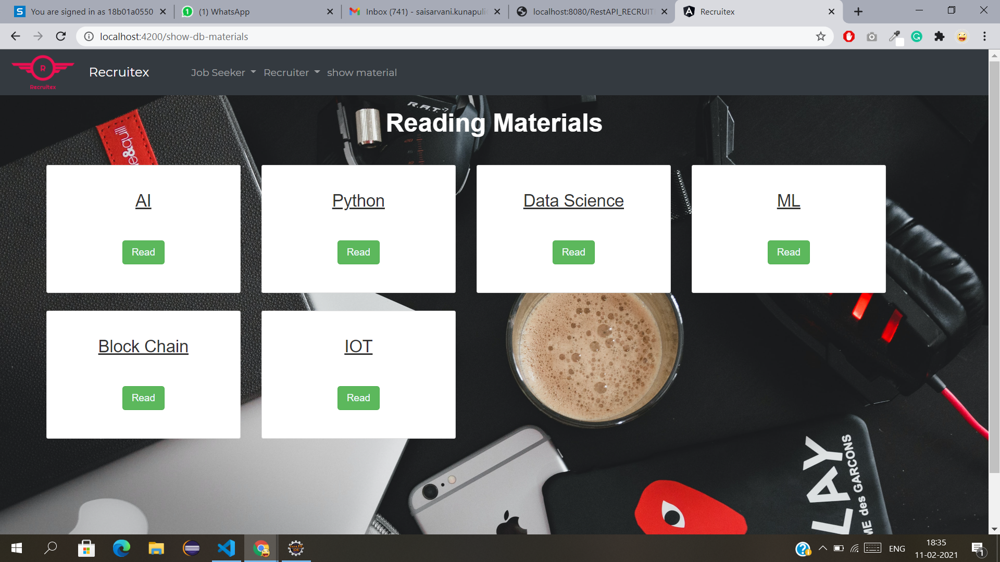 You are signed in as 18b01a0550
(1) WhatsApp
Inbox (741) - saisarvani.kunapuli
localhost:8080/RestAPI_RECRUIT
Recruitex
localhost:4200/show-db-materials
R
Recruitex
Recruitex
Job Seeker
Recruiter
show material
R.A.T.7
Reading Materials
AI
Python
Data Science
ML
Read
Read
Read
Read
Block Chain
IOT
Read
Read
LAY
ME des GARCONS
ENG
18:35
11-02-2021
1